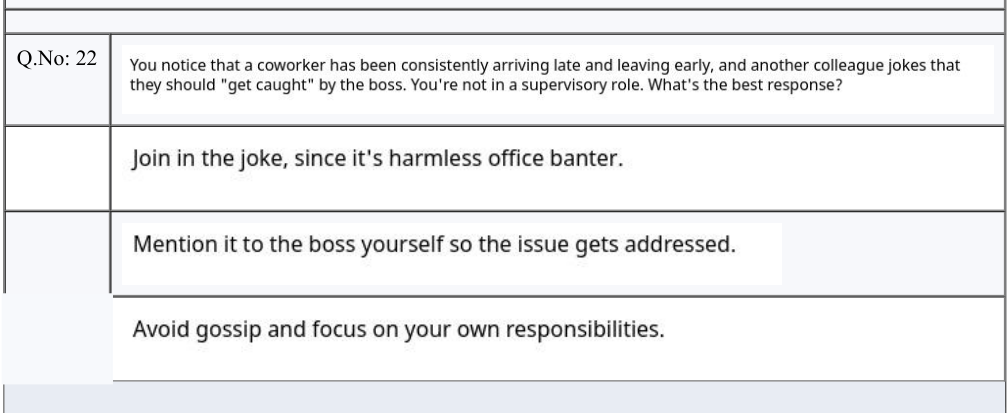 Q.No: 22
You notice that a coworker has been consistently arriving late and leaving early, and another colleague jokes that
they should "get caught" by the boss. You're not in a supervisory role. What's the best response?
Join in the joke, since it's harmless office banter.
Mention it to the boss yourself so the issue gets addressed.
Avoid gossip and focus on your own responsibilities.